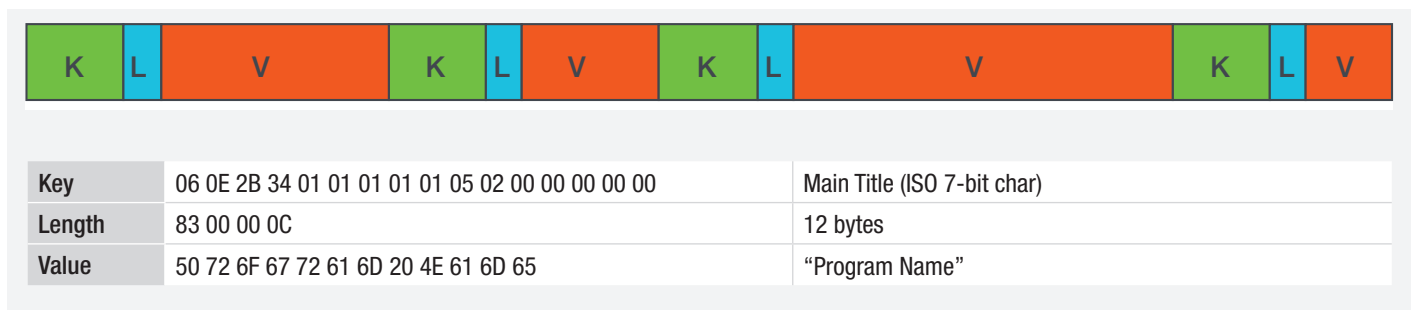 K L V K L V K L V K L V
Key 06 0E 2B 34 01 01 01 01 01 05 02 00 00 00 00 00 Main Title (ISO 7-bit char)
Length 83 00 00 0C 12 bytes
Value 50 72 6F 67 72 61 6D 20 4E 61 6D 65 “Program Name”